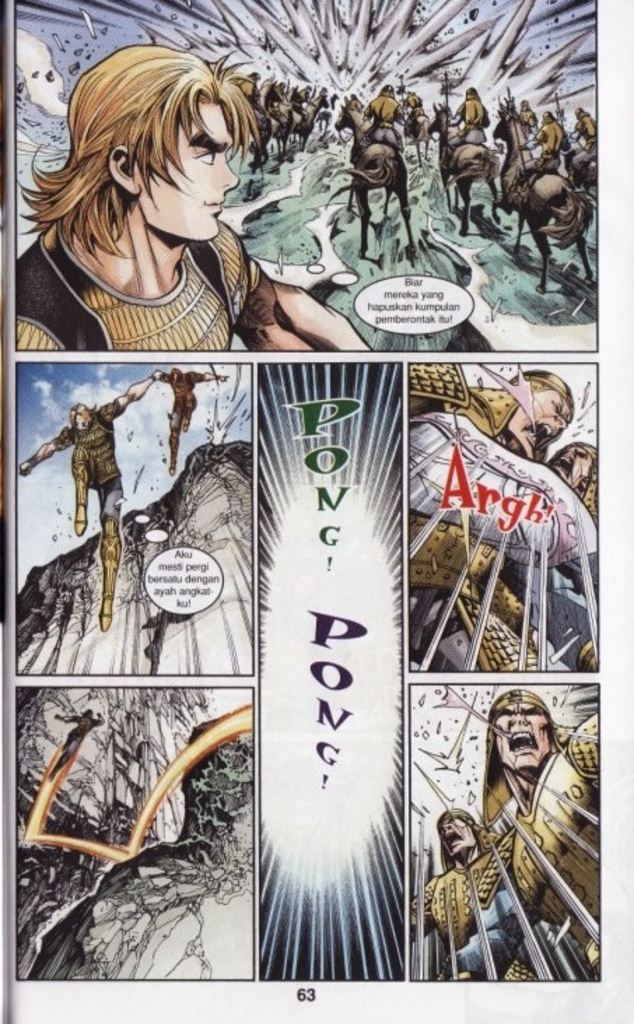 Biar
mereka yang
hapuskan kumpulan
pemberontak itu!
Aku
mesti pergi
bersatu dengan
ayah angkat-
ku!
PONG!
PONG!
Argh!
63